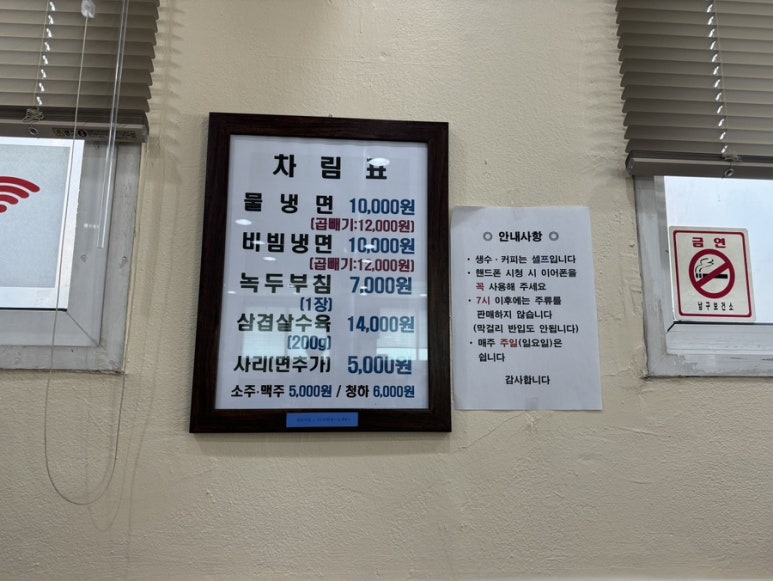 차림표
물냉면 10,000원
(곱빼기:12,000원)
비빔냉면 10,000원
(곱빼기:12,000원)
녹두부침 7,000원
(1장)
삼겹살수육 14,000원
(200g)
사리(면추가) 5,000원
소주·맥주 5,000원 / 청하 6,000원
◎ 안내사항 ◎
• 생수·커피는 셀프입니다
• 핸드폰 시청 시 이어폰을
꼭 사용해 주세요
• 7시 이후에는 주류를
판매하지 않습니다
(막걸리 반입도 안됩니다)
• 매주 주일(일요일)은
쉽니다
감사합니다
금연
남구보건소